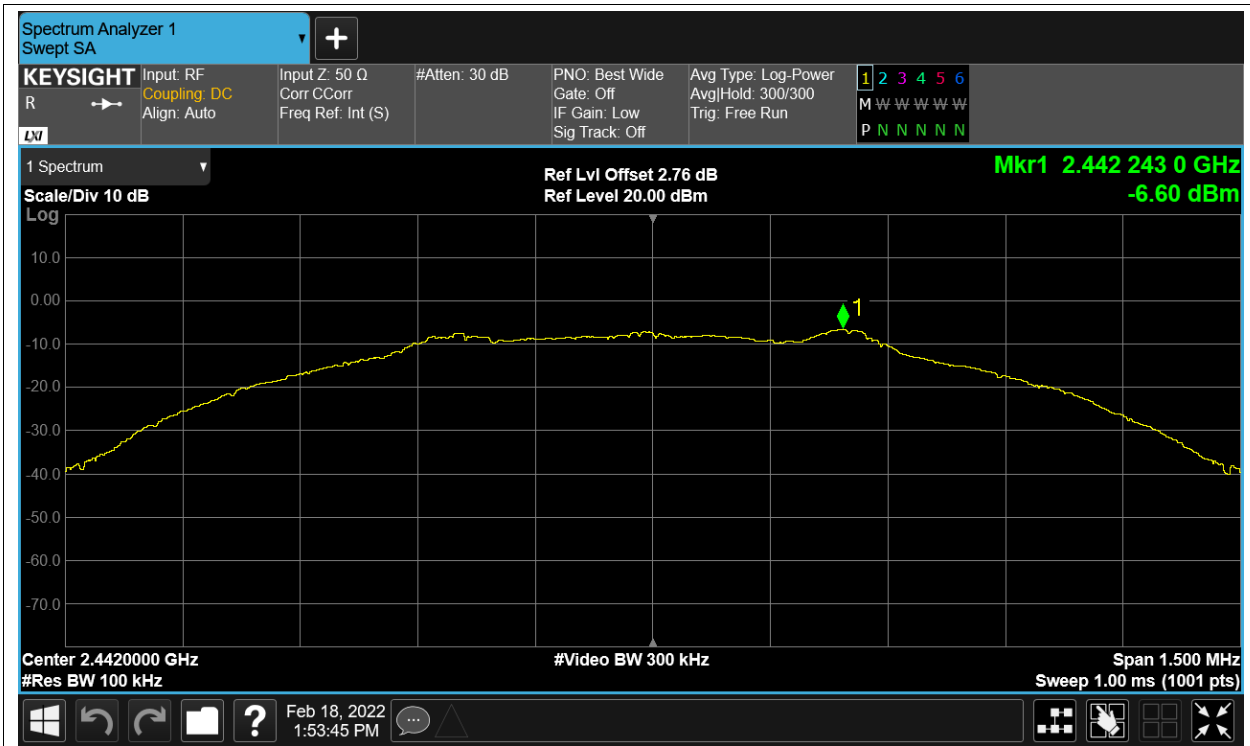 Spectrum Analyzer 1
Swept SA
KEYSIGHT
R
LXI
Input: RF
Coupling: DC
Align: Auto
Input Z: 50 Ω
Corr CCorr
Freq Ref: Int (S)
#Atten: 30 dB
PNO: Best Wide
Gate: Off
IF Gain: Low
Sig Track: Off
Avg Type: Log-Power
Avg|Hold: 300/300
Trig: Free Run
1 2 3 4 5 6
M W W W W W W
P N N N N N N
1 Spectrum
Scale/Div 10 dB
Log
Ref Lvl Offset 2.76 dB
Ref Level 20.00 dBm
Mkr1 2.442 243 0 GHz
-6.60 dBm
10.0
0.00
1
-10.0
-20.0
-30.0
-40.0
-50.0
-60.0
-70.0
Center 2.4420000 GHz
#Res BW 100 kHz
#Video BW 300 kHz
Span 1.500 MHz
Sweep 1.00 ms (1001 pts)
?
Feb 18, 2022
1:53:45 PM